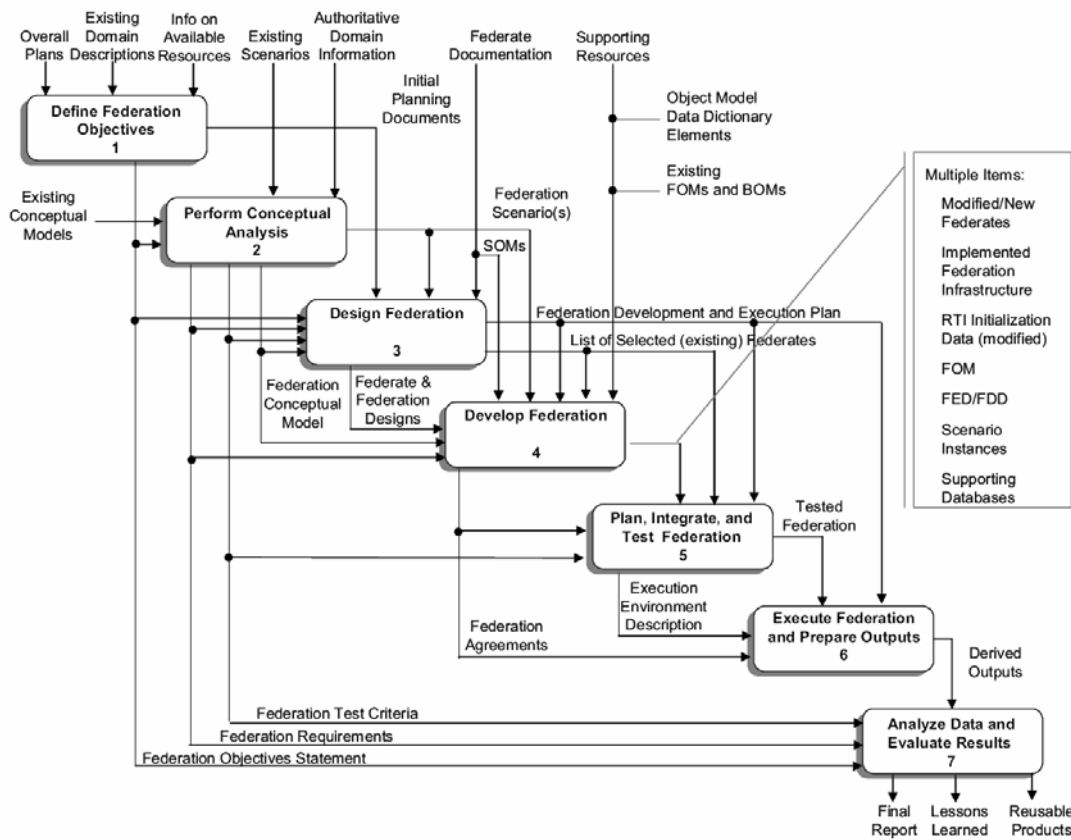 Overall
Plans
Existing
Domain
Descriptions
Info on
Available
Resources
Existing
Scenarios
Authoritative
Domain
Information
Federate
Documentation
Supporting
Resources
Initial
Planning
Documents
Object Model
Data Dictionary
Elements
Existing
FOMs and BOMs
Define Federation
Objectives
1
Existing
Conceptual
Models
Perform Conceptual
Analysis
2
Federation
Scenario(s)
SOMs
Multiple Items:
Modified/New
Federates
Implemented
Federation
Infrastructure
RTI Initialization
Data (modified)
FOM
FED/FDD
Scenario
Instances
Supporting
Databases
Design Federation
3
Federation Development and Execution Plan
List of Selected (existing) Federates
Federation
Conceptual
Model
Federate &
Federation
Designs
Develop Federation
4
Plan, Integrate, and
Test Federation
5
Tested
Federation
Execution
Environment
Description
Federation
Agreements
Execute Federation
and Prepare Outputs
6
Derived
Outputs
Federation Test Criteria
Federation Requirements
Federation Objectives Statement
Analyze Data and
Evaluate Results
7
Final
Report
Lessons
Learned
Reusable
Products